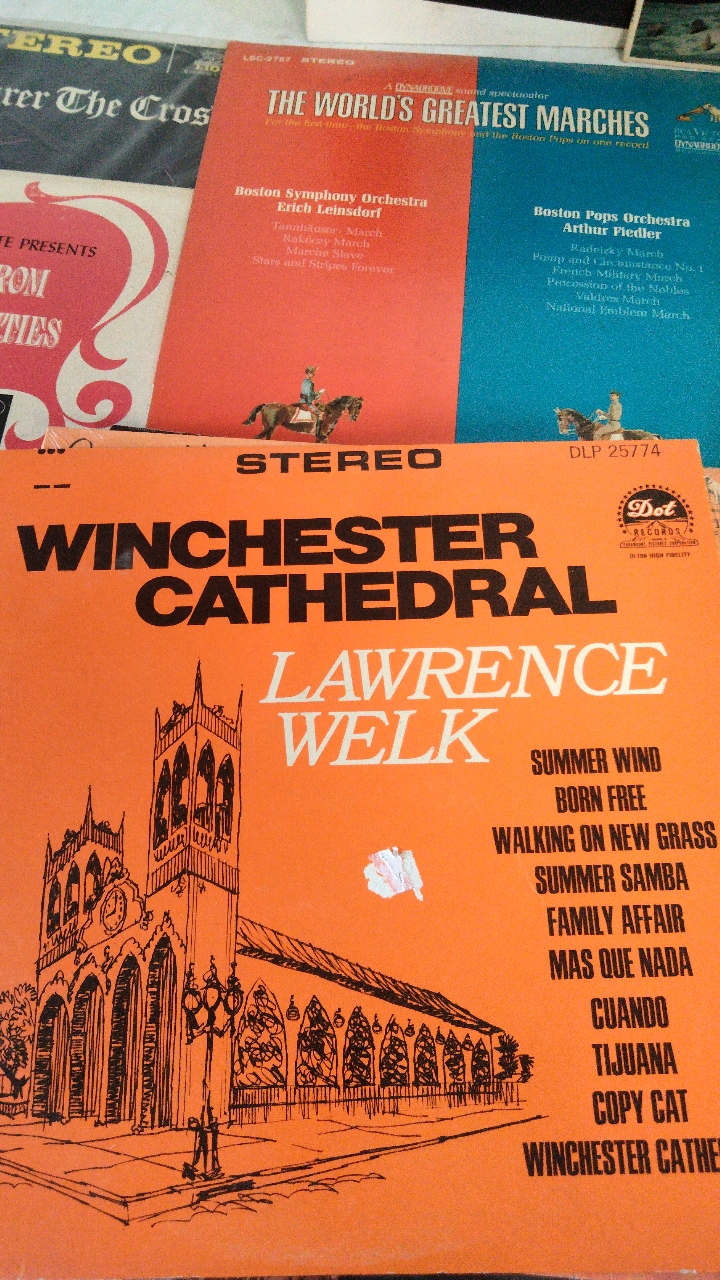 TEREO
rer The Cros
TE PRESENTS
ROM
TIES
LSC-2757 STEREO
A DYNAGROOVE sound spectacular
THE WORLD'S GREATEST MARCHES
For the first time—the Boston Symphony and the Boston Pops on one record
Boston Symphony Orchestra
Erich Leinsdorf
Tannhäuser: March
Rakóczy March
Marche Slave
Stars and Stripes Forever
Boston Pops Orchestra
Arthur Fiedler
Radetzky March
Pomp and Circumstance No. 1
French Military March
Procession of the Nobles
Valdres March
National Emblem March
STEREO
DLP 25774
Dot
RECORDS
ULTRA HIGH FIDELITY
WINCHESTER
CATHEDRAL
LAWRENCE
WELK
SUMMER WIND
BORN FREE
WALKING ON NEW GRASS
SUMMER SAMBA
FAMILY AFFAIR
MAS QUE NADA
CUANDO
TIJUANA
COPY CAT
WINCHESTER CATHE